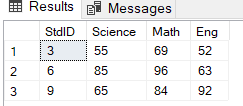 Results Messages
StdID Science Math Eng
1 3 55 69 52
2 6 85 96 63
3 9 65 84 92